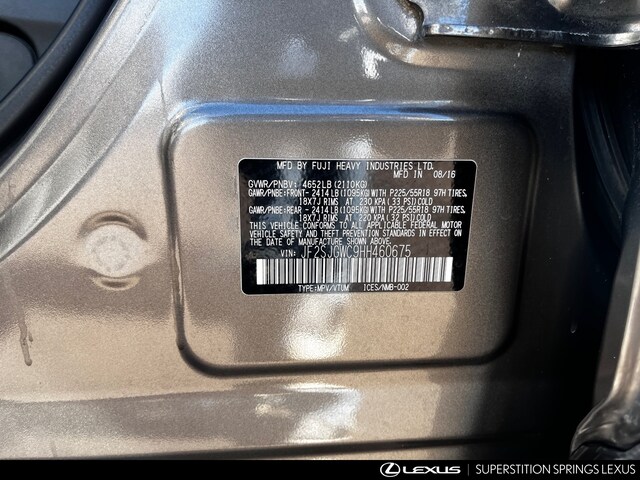 MFD BY FUJI HEAVY INDUSTRIES LTD.
MFD IN 08/16
GVWR/PNBV: 4652LB(2110KG)
GAWR/PNBE:FRONT- 2414LB(1095KG)WITH P225/55R18 97H TIRES,
18X7J RIMS AT 230 KPA(33 PSI)COLD
GAWR/PNBE:REAR - 2414LB(1095KG)WITH P225/55R18 97H TIRES,
18X7J RIMS AT 220 KPA(32 PSI)COLD
THIS VEHICLE CONFORMS TO ALL APPLICABLE FEDERAL MOTOR
VEHICLE SAFETY AND THEFT PREVENTION STANDARDS IN EFFECT
ON THE DATE OF MANUFACTURE SHOWN ABOVE.
VIN: JF2SJGWC9HH460675
TYPE:MPV/VTUM ICES/NMB-002
LEXUS SUPERSTITION SPRINGS LEXUS